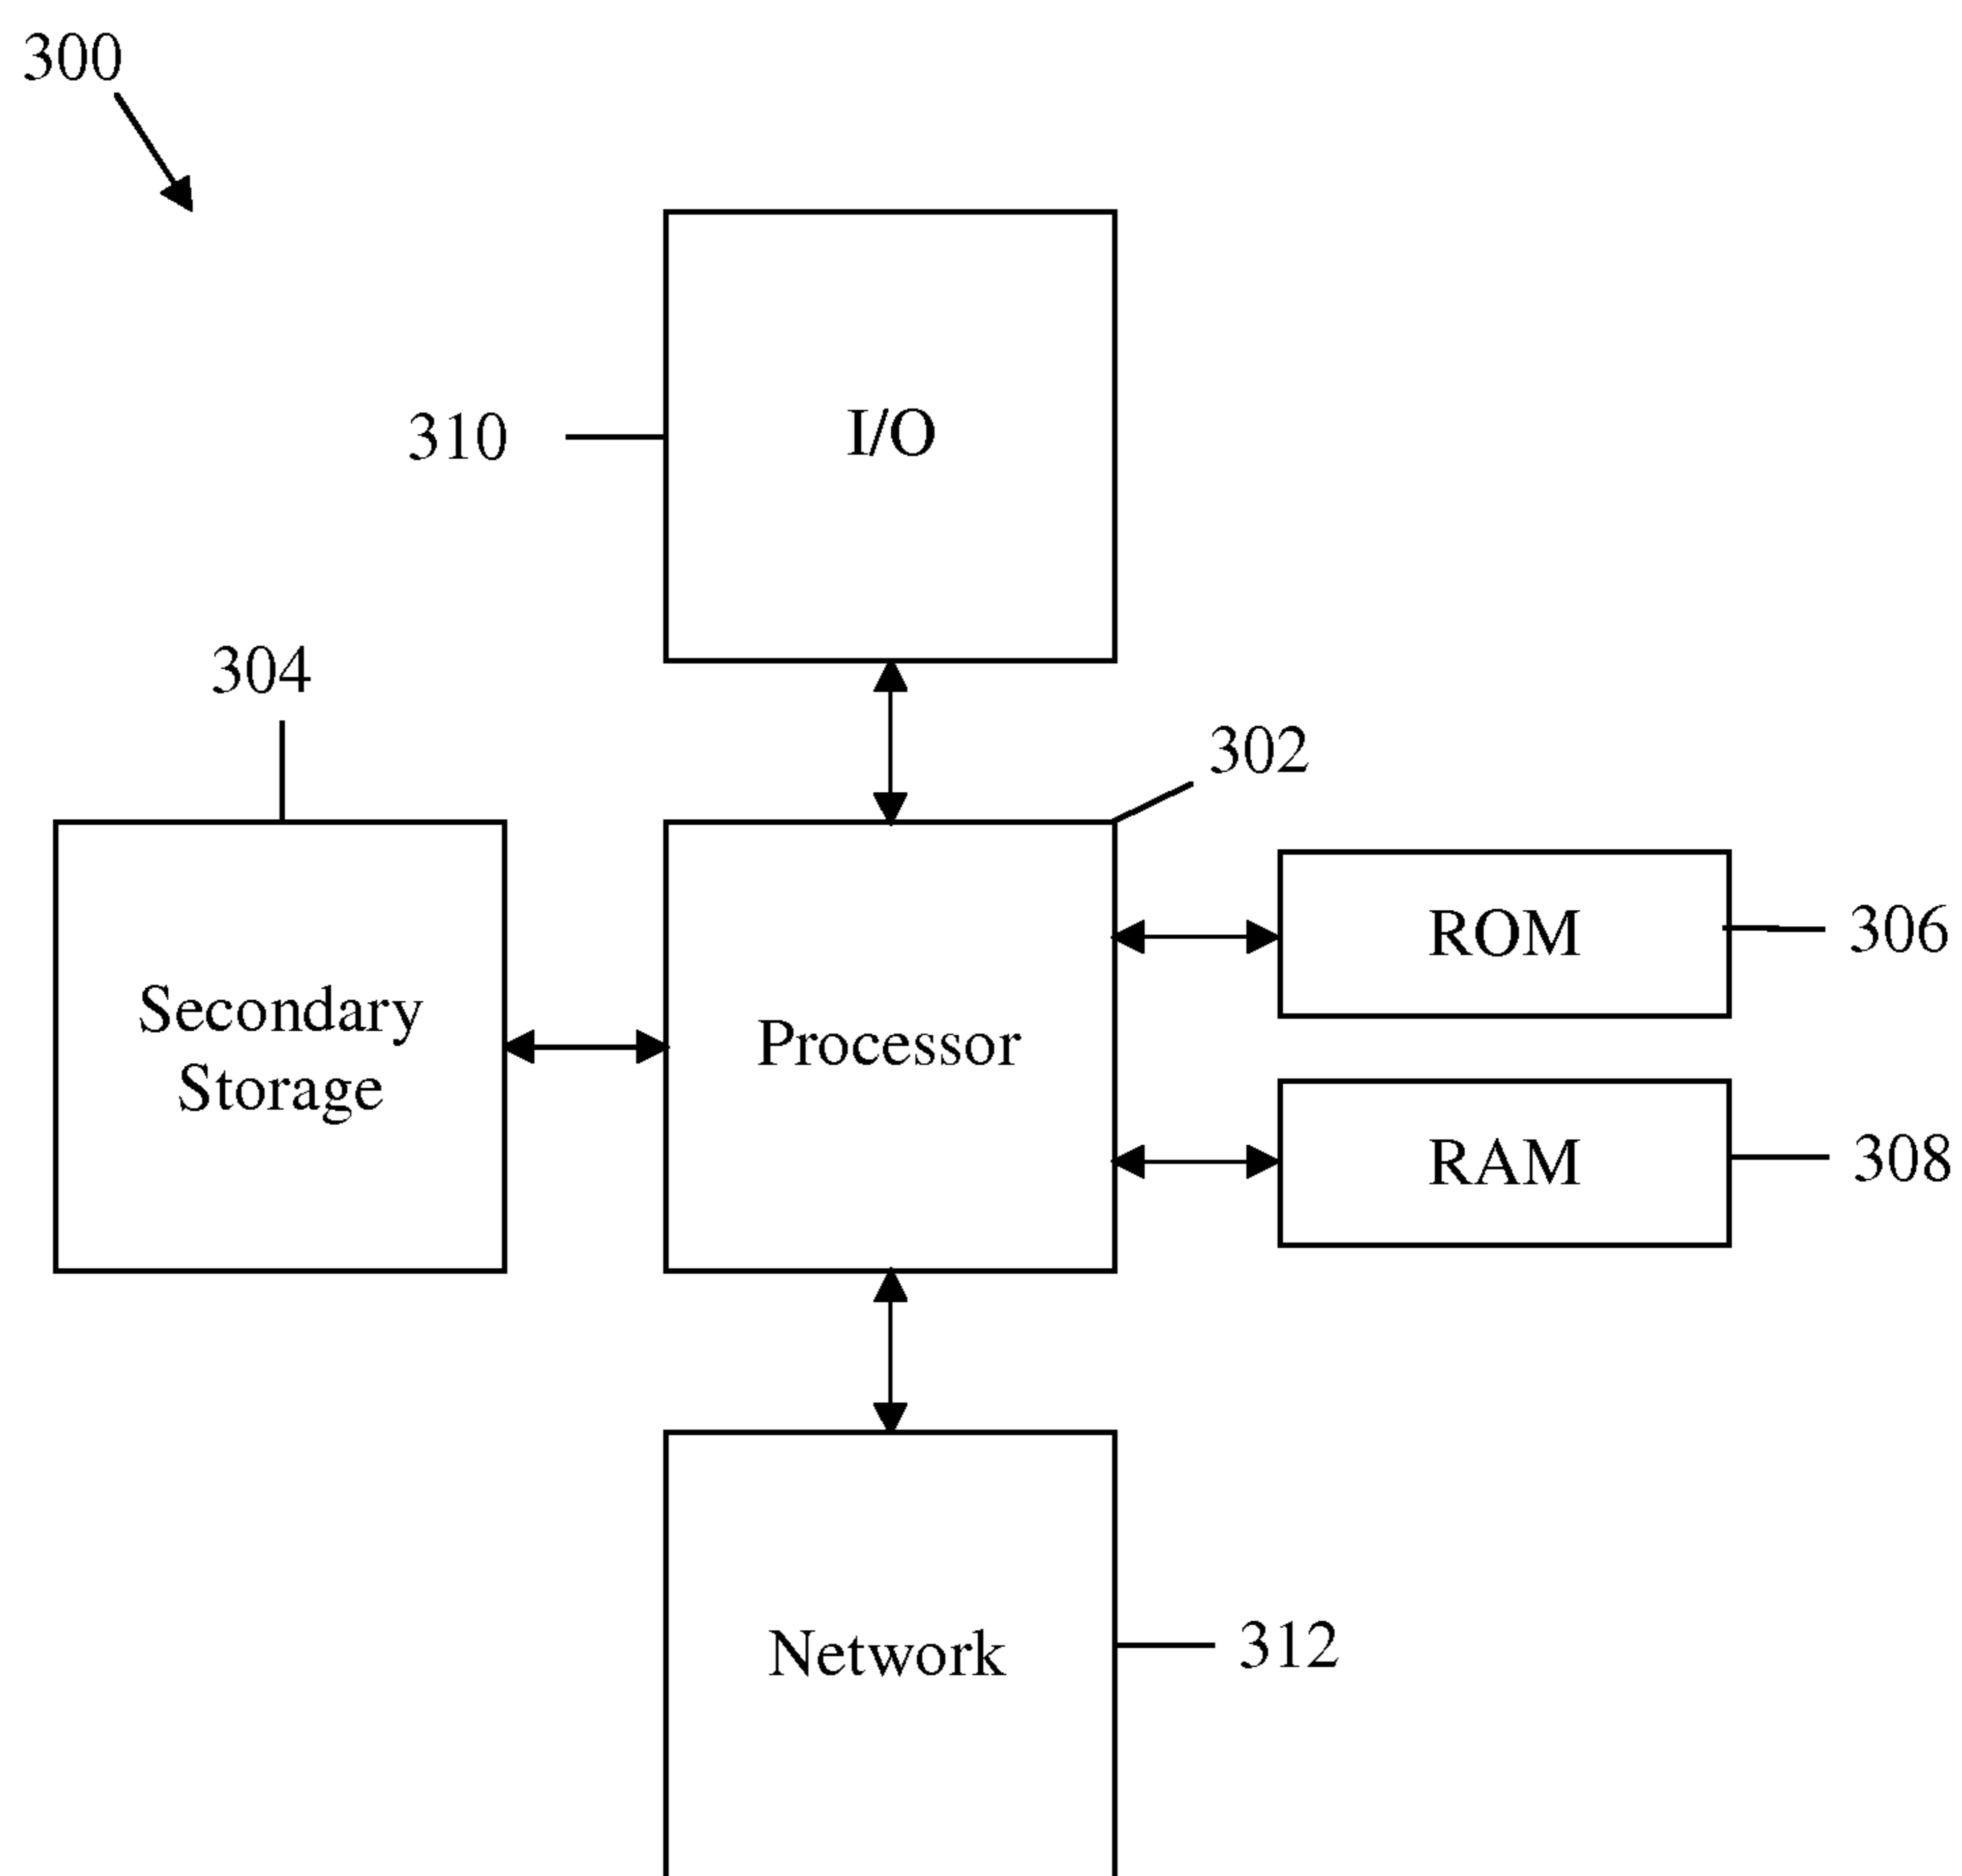 300
310
I/O
304
302
Secondary
Storage
Processor
ROM
306
RAM
308
Network
312